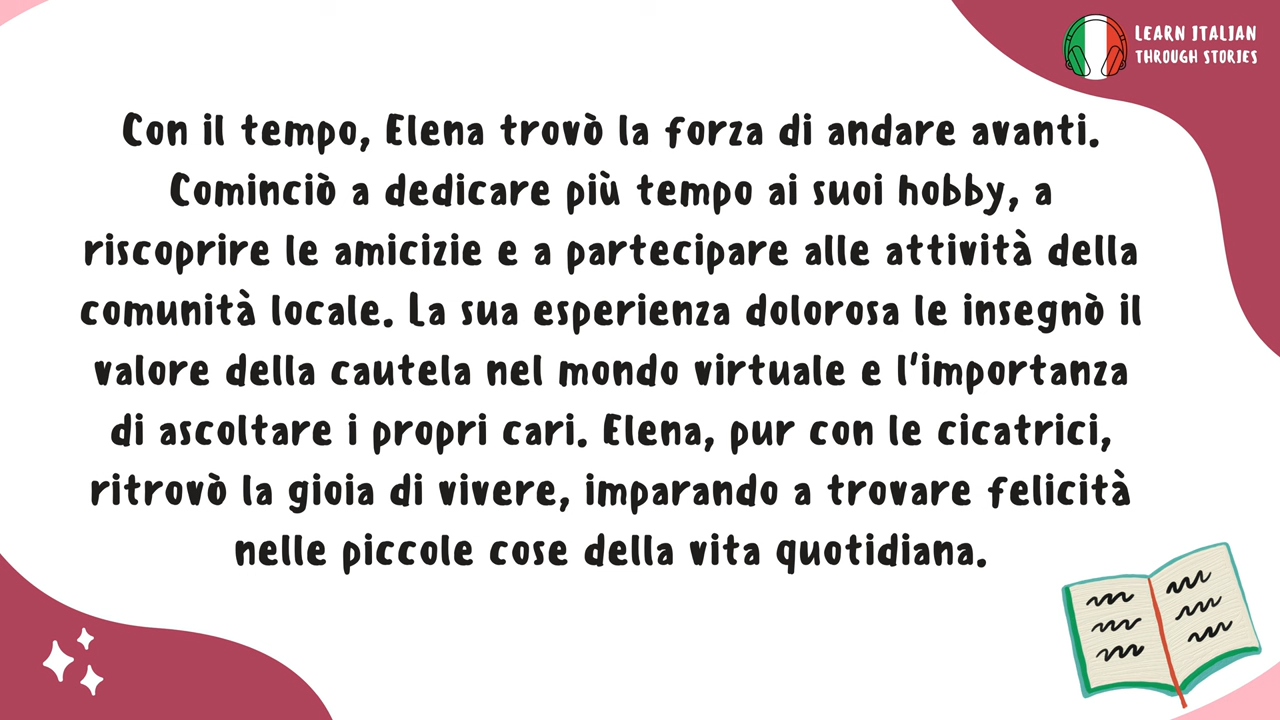 LEARN ITALIAN
THROUGH STORIES
Con il tempo, Elena trovò la forza di andare avanti.
Cominciò a dedicare più tempo ai suoi hobby, a
riscoprire le amicizie e a partecipare alle attività della
comunità locale. La sua esperienza dolorosa le insegnò il
valore della cautela nel mondo virtuale e l'importanza
di ascoltare i propri cari. Elena, pur con le cicatrici,
ritrovò la gioia di vivere, imparando a trovare felicità
nelle piccole cose della vita quotidiana.